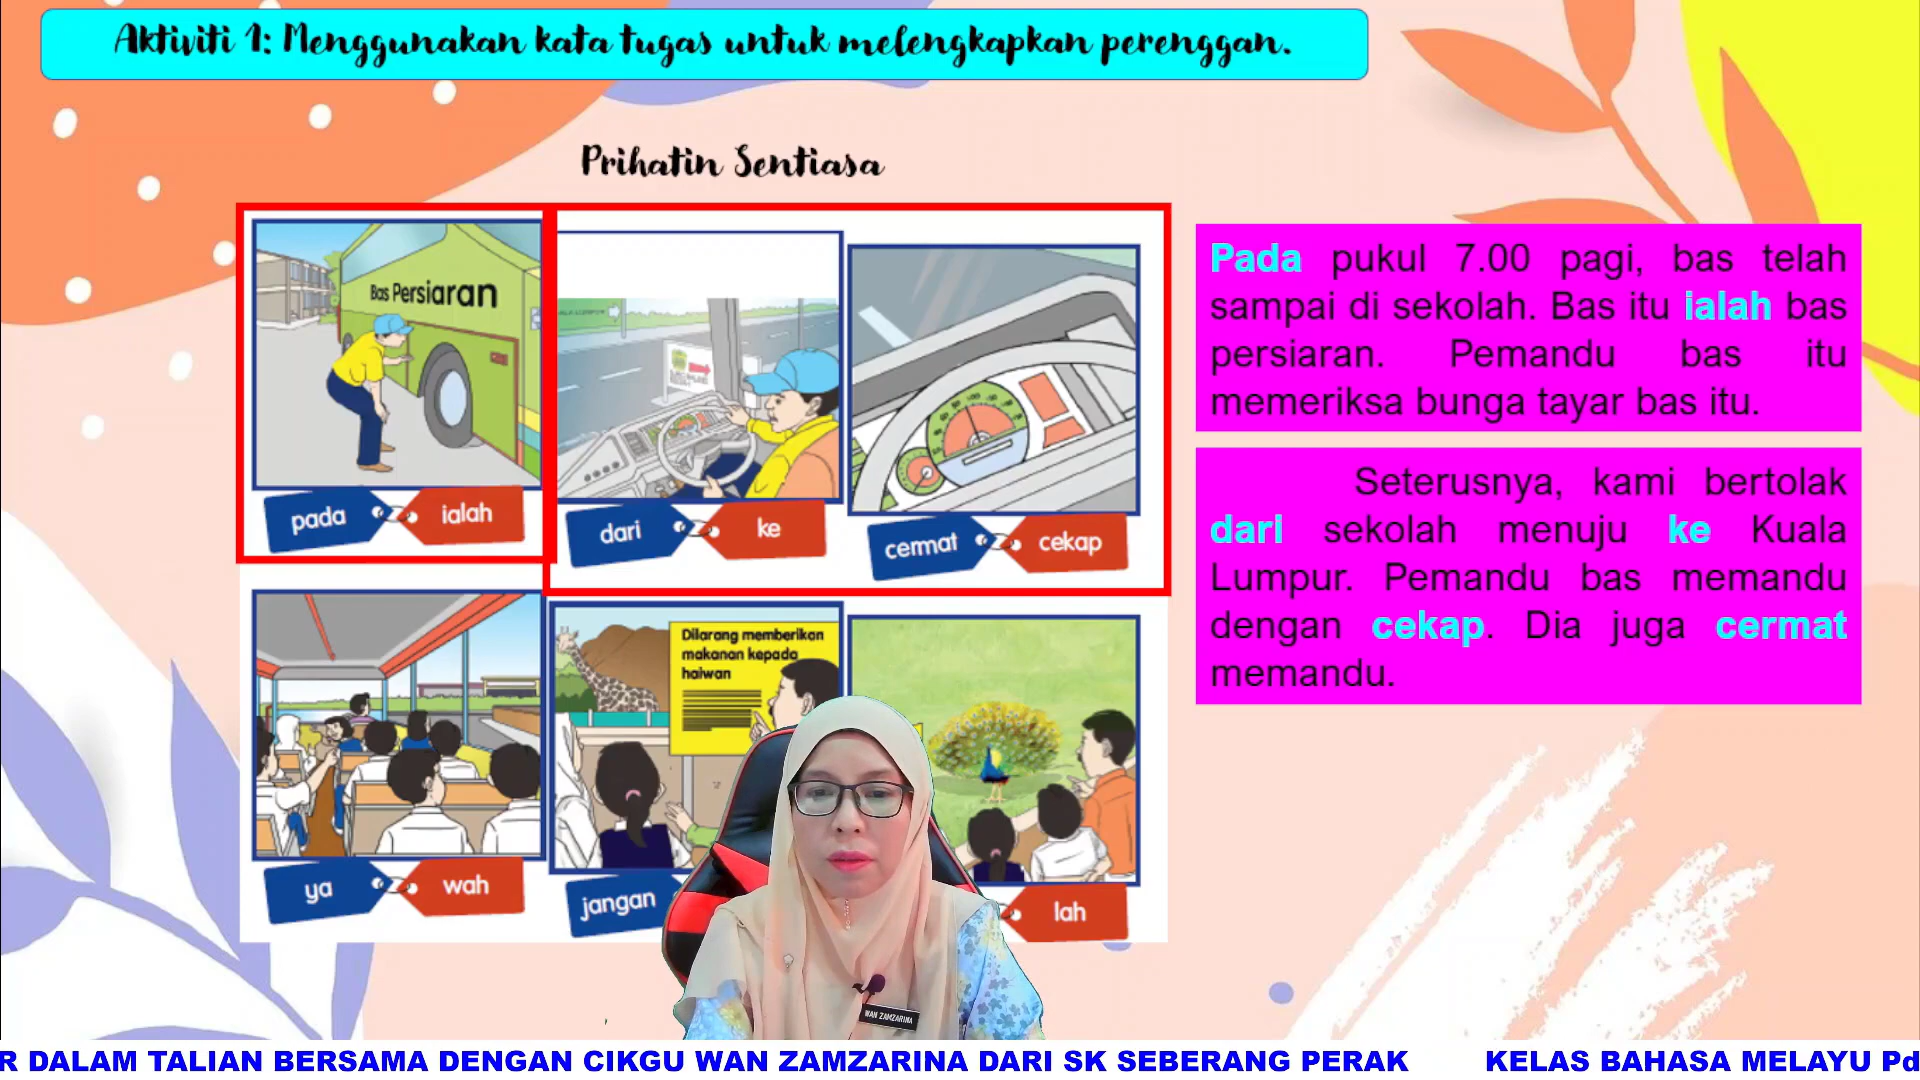 Aktiviti 1: Menggunakan kata tugas untuk melengkapkan perenggan.
Prihatin Sentiasa
Bas Persiaran
pada
ialah
dari
ke
cermat
cekap
Dilarang memberikan
makanan kepada
haiwan
ya
wah
jangan
lah
Pada pukul 7.00 pagi, bas telah
sampai di sekolah. Bas itu ialah bas
persiaran. Pemandu bas itu
memeriksa bunga tayar bas itu.
Seterusnya, kami bertolak
dari sekolah menuju ke Kuala
Lumpur. Pemandu bas memandu
dengan cekap. Dia juga cermat
memandu.
WAN ZAMZARINA
R DALAM TALIAN BERSAMA DENGAN CIKGU WAN ZAMZARINA DARI SK SEBERANG PERAK KELAS BAHASA MELAYU Pd